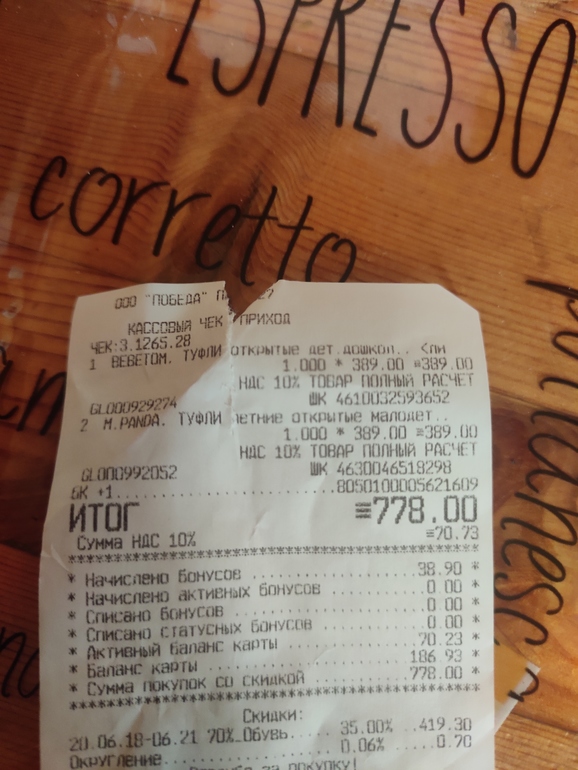 ESPRESSO
corretto
ООО "ПОБЕДА"
КАССОВЫЙ ЧЕК ПРИХОД
ЧЕК:3.1265.28
1 BEBETOM. ТУФЛИ открытые дет.дошкол.. <ЛИ
1.000 * 389.00 ≡389.00
НДС 10% ТОВАР ПОЛНЫЙ РАСЧЕТ
GL000929274 ШК 4610032593652
2 M.PANDA. ТУФЛИ летние открытые малодет..
1.000 * 389.00 ≡389.00
НДС 10% ТОВАР ПОЛНЫЙ РАСЧЕТ
GL000992052 ШК 4630046518298
БК +1..............................8050100005621609
ИТОГ ≡778.00
Сумма НДС 10% ≡70.73
****************************************
* Начислено бонусов .................. 38.90 *
* Начислено активных бонусов ......... 0.00 *
* Списано бонусов .................... 0.00 *
* Списано статусных бонусов .......... 0.00 *
* Активный баланс карты .............. 70.23 *
* Баланс карты ....................... 186.93 *
* Сумма покупок со скидкой ........... 778.00 *
****************************************
Скидки:
20.06.18-06.21 70%_Обувь..... 35.00% ..419.30
Округление.................. 0.06% .....0.70
за покупку!